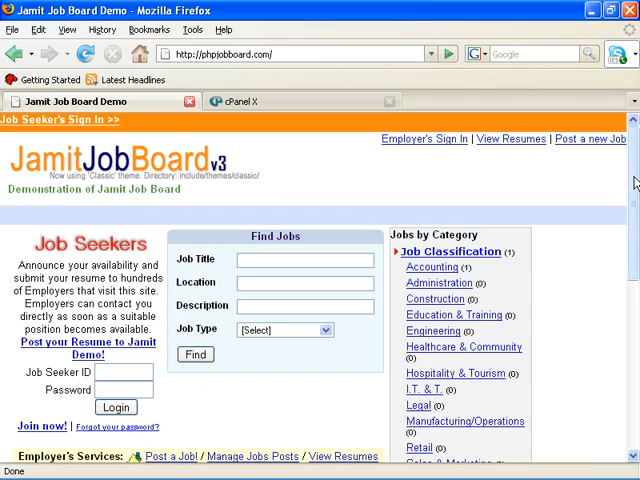 Jamit Job Board Demo - Mozilla Firefox
File Edit View History Bookmarks Tools Help
http://phpjobboard.com/
G Google
Getting Started Latest Headlines
Jamit Job Board Demo
cPanel X
Job Seeker's Sign In >>
Employer's Sign In | View Resumes | Post a new Job
JamitJobBoard v3
Now using 'Classic' theme. Directory: include/themes/classic/
Demonstration of Jamit Job Board
Job Seekers
Announce your availability and
submit your resume to hundreds
of Employers that visit this site.
Employers can contact you
directly as soon as a suitable
position becomes available.
Post your Resume to Jamit
Demo!
Job Seeker ID
Password
Login
Join now! | Forgot your password?
Find Jobs
Job Title
Location
Description
Job Type [Select]
Find
Jobs by Category
Job Classification (1)
Accounting (1)
Administration (0)
Construction (0)
Education & Training (0)
Engineering (0)
Healthcare & Community
(0)
Hospitality & Tourism (0)
I.T. & T. (0)
Legal (0)
Manufacturing/Operations
(0)
Retail (0)
Employer's Services: Post a Job! / Manage Jobs Posts / View Resumes
Done